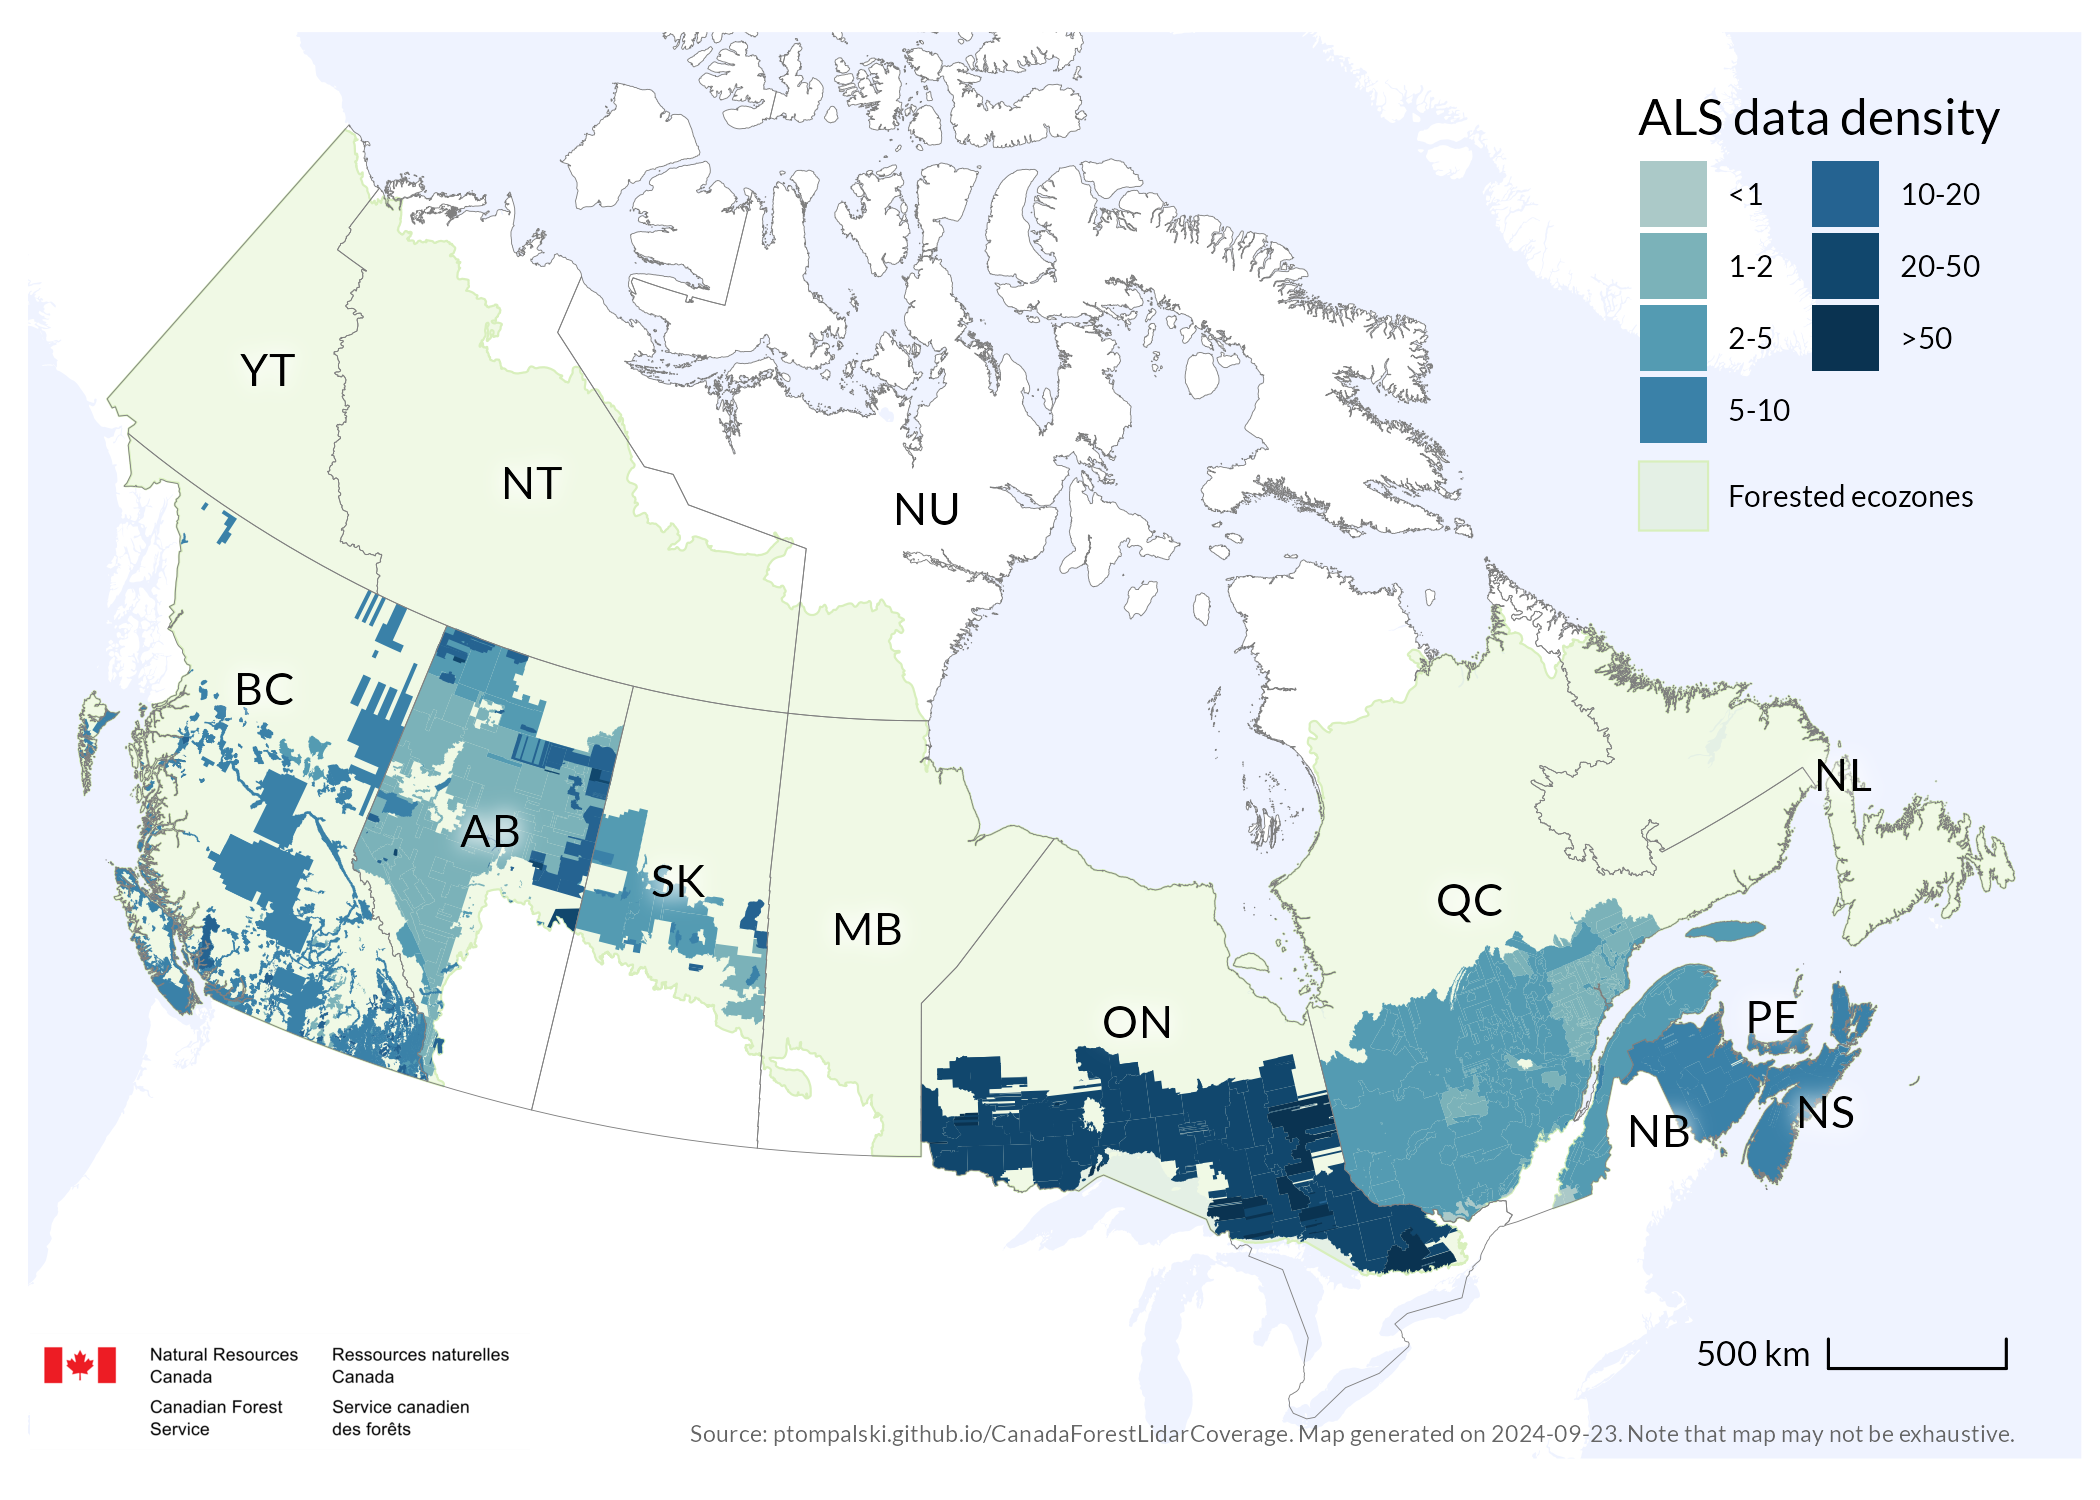 ALS data density
<1
10-20
1-2
20-50
2-5
>50
5-10
Forested ecozones
YT
NT
NU
BC
NL
AB
SK
QC
MB
ON
PE
NS
NB
500 km
Natural Resources
Canada
Canadian Forest
Service
Ressources naturelles
Canada
Service canadien
des forêts
Source: ptompalski.github.io/CanadaForestLidarCoverage. Map generated on 2024-09-23. Note that map may not be exhaustive.